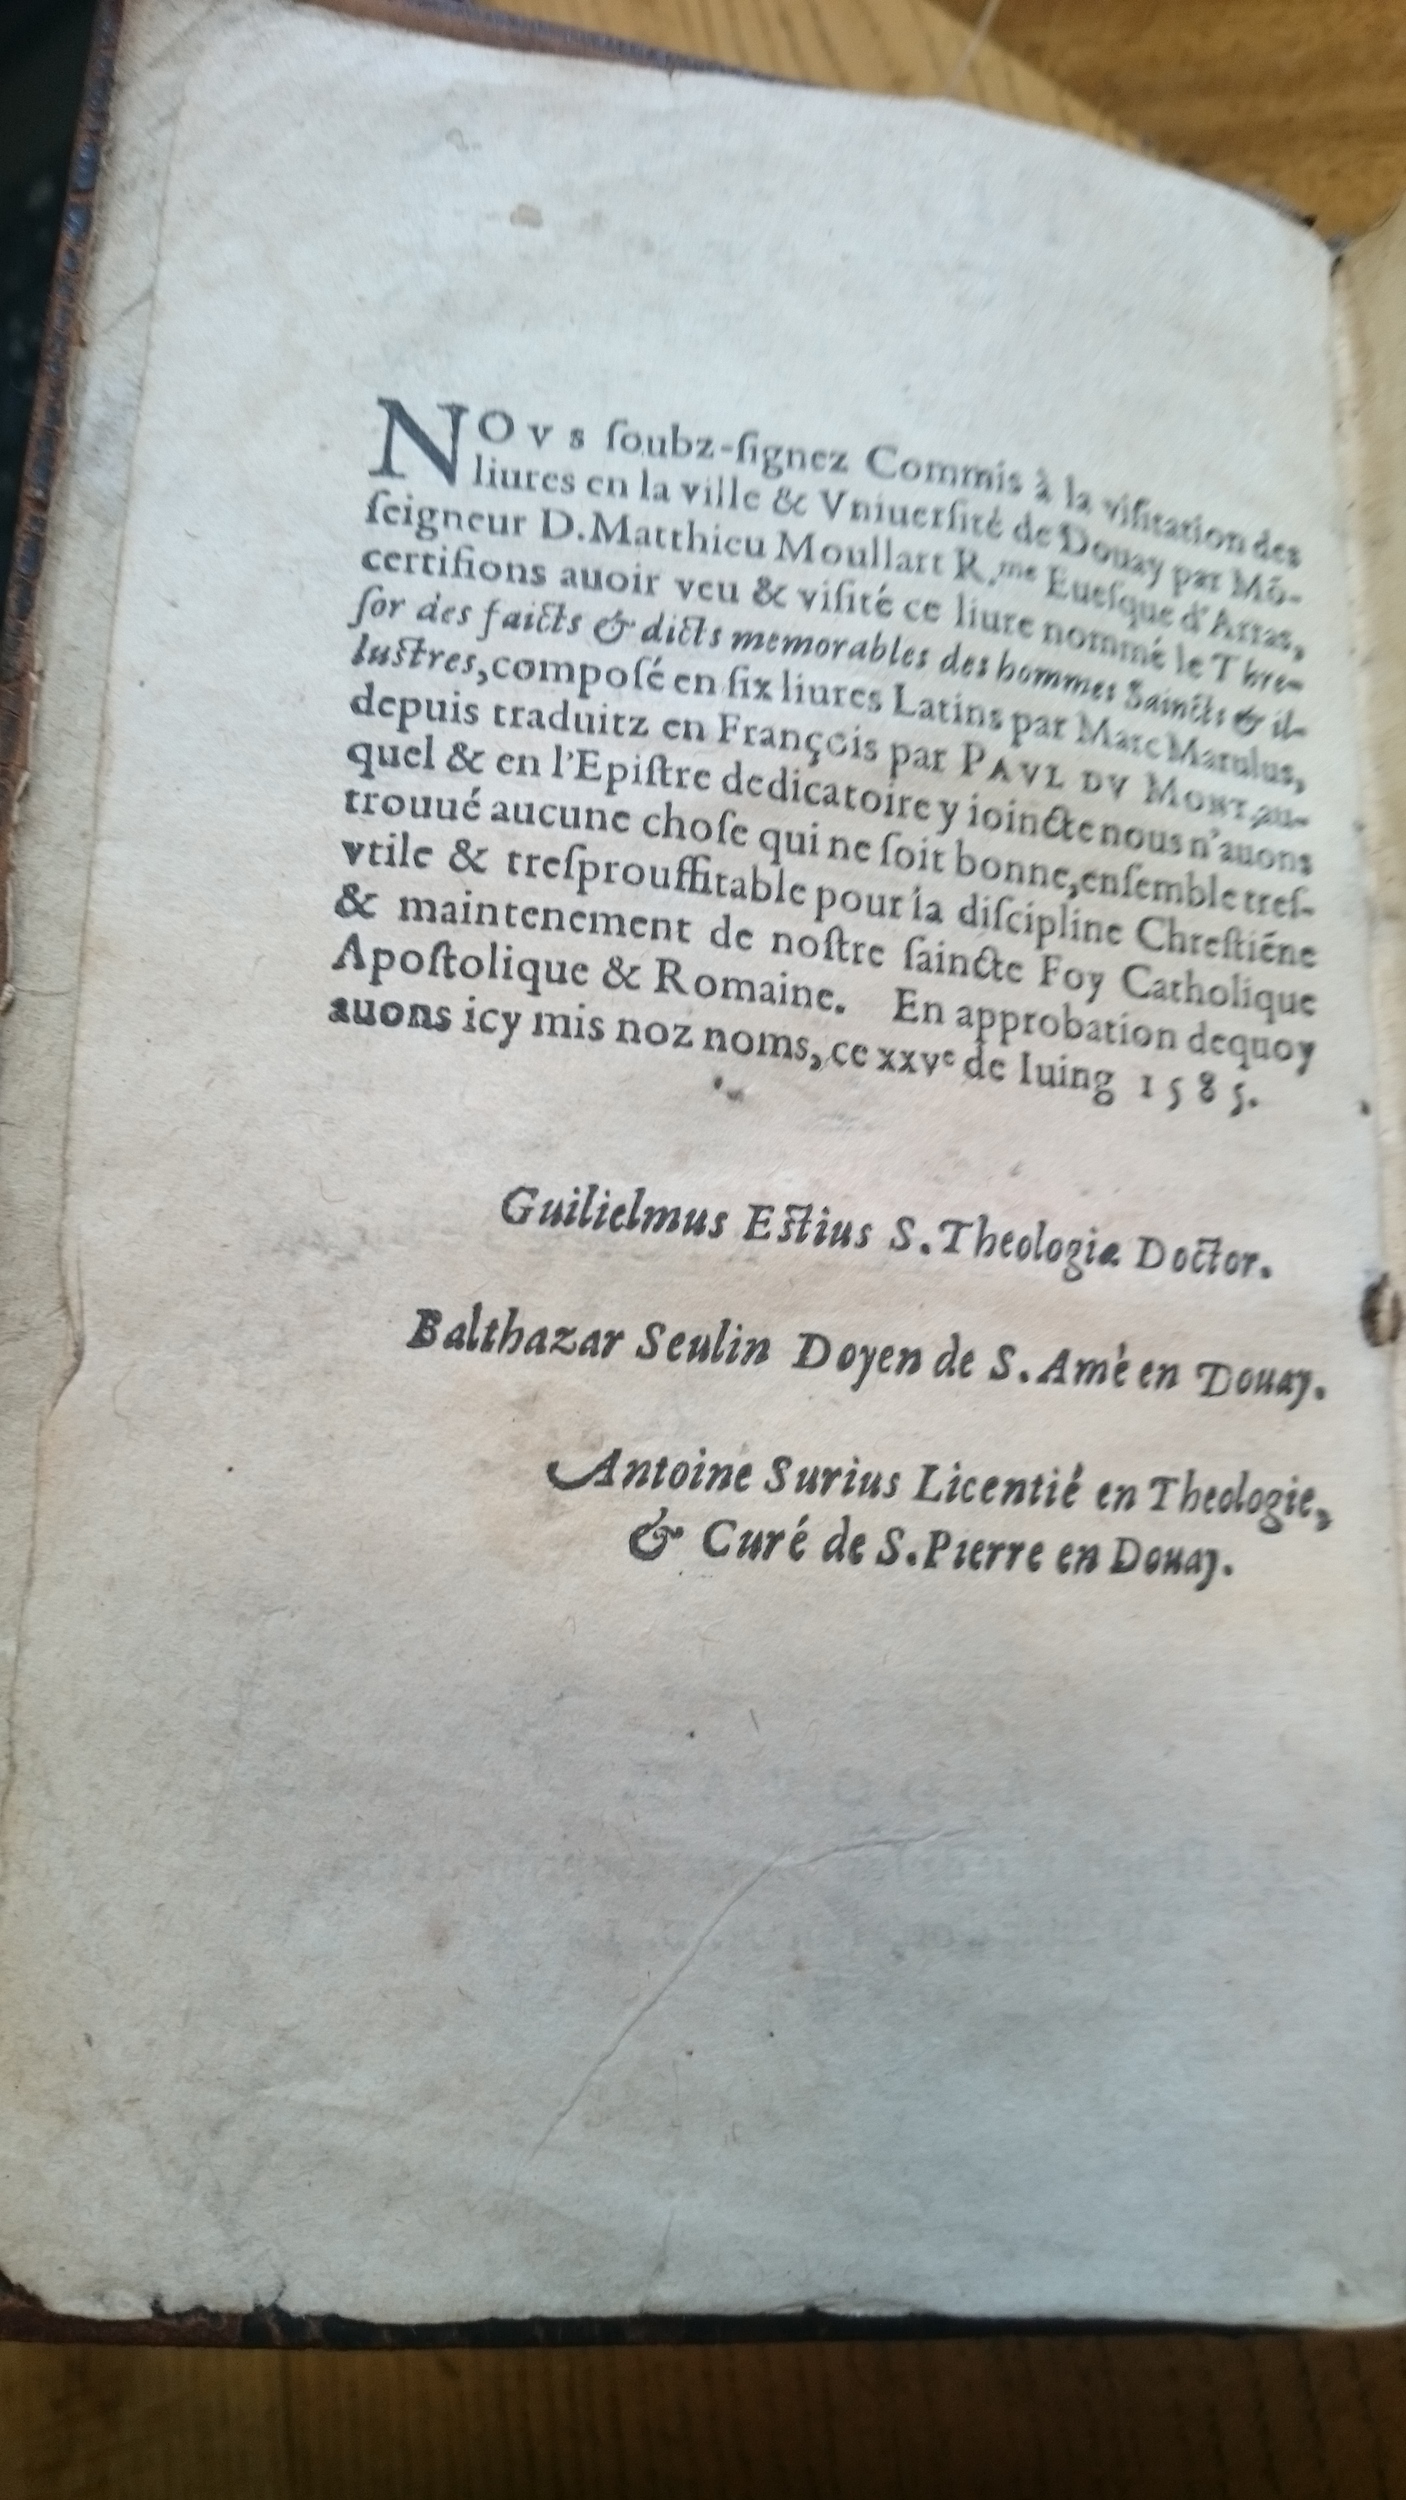 NOVS ſoubz-ſignez Commis à la viſitation des
liures en la ville & Vniuerſité de Douay par Mõ-
ſeigneur D.Matthieu Moullart R.me Eueſque d'Arras,
certifions auoir veu & viſité ce liure nommé le Thre-
ſor des faicts & dicts memorables des hommes Saincts & il-
luſtres,compoſé en ſix liures Latins par Marc Marulus,
depuis traduitz en François par PAVL DV MONT,au-
quel & en l'Epiſtre dedicatoire y ioincte nous n'auons
trouué aucune choſe qui ne ſoit bonne,enſemble treſ-
vtile & treſprouffitable pour la diſcipline Chreſtiẽne
& maintenement de noſtre ſaincte Foy Catholique
Apoſtolique & Romaine. En approbation dequoy
auons icy mis noz noms, ce xxve de Iuing 1585.
Guilielmus Eſtius S.Theologiæ Doctor.
Balthazar Seulin Doyen de S.Amé en Douay.
Antoine Surius Licentié en Theologie,
& Curé de S.Pierre en Douay.